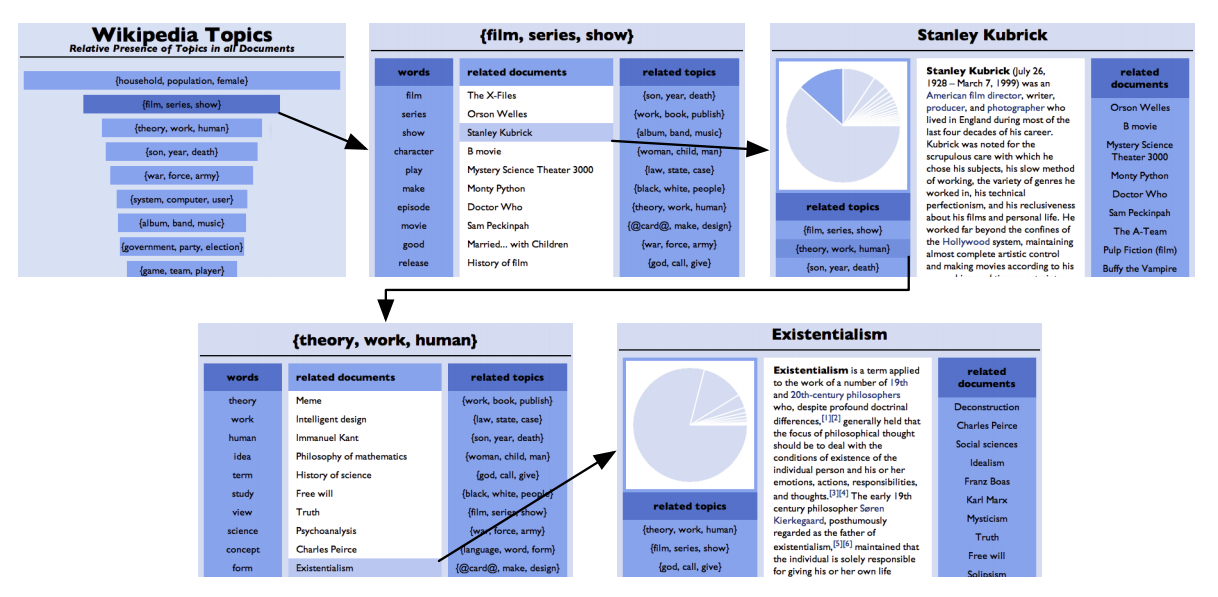 Wikipedia Topics
Relative Presence of Topics in all Documents
{household, population, female}
{film, series, show}
{theory, work, human}
{son, year, death}
{war, force, army}
{system, computer, user}
{album, band, music}
{government, party, election}
{game, team, player}
{film, series, show}
words
related documents
related topics
film
The X-Files
{son, year, death}
series
Orson Welles
{work, book, publish}
show
Stanley Kubrick
{album, band, music}
character
B movie
{woman, child, man}
play
Mystery Science Theater 3000
{law, state, case}
make
Monty Python
{black, white, people}
episode
Doctor Who
{theory, work, human}
movie
Sam Peckinpah
{@card@, make, design}
good
Married... with Children
{war, force, army}
release
History of film
{god, call, give}
Stanley Kubrick
related topics
{film, series, show}
{theory, work, human}
{son, year, death}
Stanley Kubrick (July 26,
1928 – March 7, 1999) was an
American film director, writer,
producer, and photographer who
lived in England during most of the
last four decades of his career.
Kubrick was noted for the
scrupulous care with which he
chose his subjects, his slow method
of working, the variety of genres he
worked in, his technical
perfectionism, and his reclusiveness
about his films and personal life. He
worked far beyond the confines of
the Hollywood system, maintaining
almost complete artistic control
and making movies according to his
related
documents
Orson Welles
B movie
Mystery Science
Theater 3000
Monty Python
Doctor Who
Sam Peckinpah
The A-Team
Pulp Fiction (film)
Buffy the Vampire
{theory, work, human}
words
related documents
related topics
theory
Meme
{work, book, publish}
work
Intelligent design
{law, state, case}
human
Immanuel Kant
{son, year, death}
idea
Philosophy of mathematics
{woman, child, man}
term
History of science
{god, call, give}
study
Free will
{black, white, people}
view
Truth
{film, series, show}
science
Psychoanalysis
{war, force, army}
concept
Charles Peirce
{language, word, form}
form
Existentialism
{@card@, make, design}
Existentialism
related topics
{theory, work, human}
{film, series, show}
{god, call, give}
Existentialism is a term applied
to the work of a number of 19th
and 20th-century philosophers
who, despite profound doctrinal
differences,[1][2] generally held that
the focus of philosophical thought
should be to deal with the
conditions of existence of the
individual person and his or her
emotions, actions, responsibilities,
and thoughts.[3][4] The early 19th
century philosopher Søren
Kierkegaard, posthumously
regarded as the father of
existentialism,[5][6] maintained that
the individual is solely responsible
for giving his or her own life
related
documents
Deconstruction
Charles Peirce
Social sciences
Idealism
Franz Boas
Karl Marx
Mysticism
Truth
Free will
Solipsism